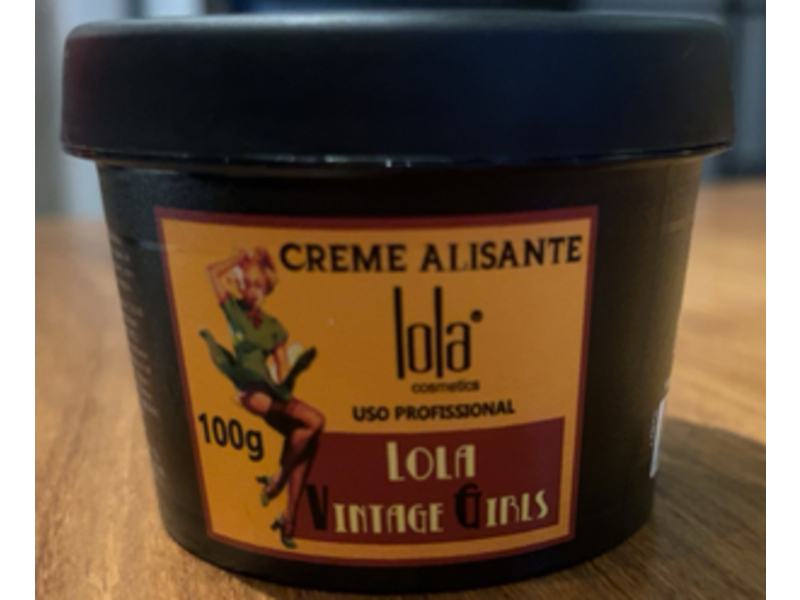 CREME ALISANTE
lola®
cosmetics
USO PROFISSIONAL
100g
LOLA
VINTAGE GIRLS